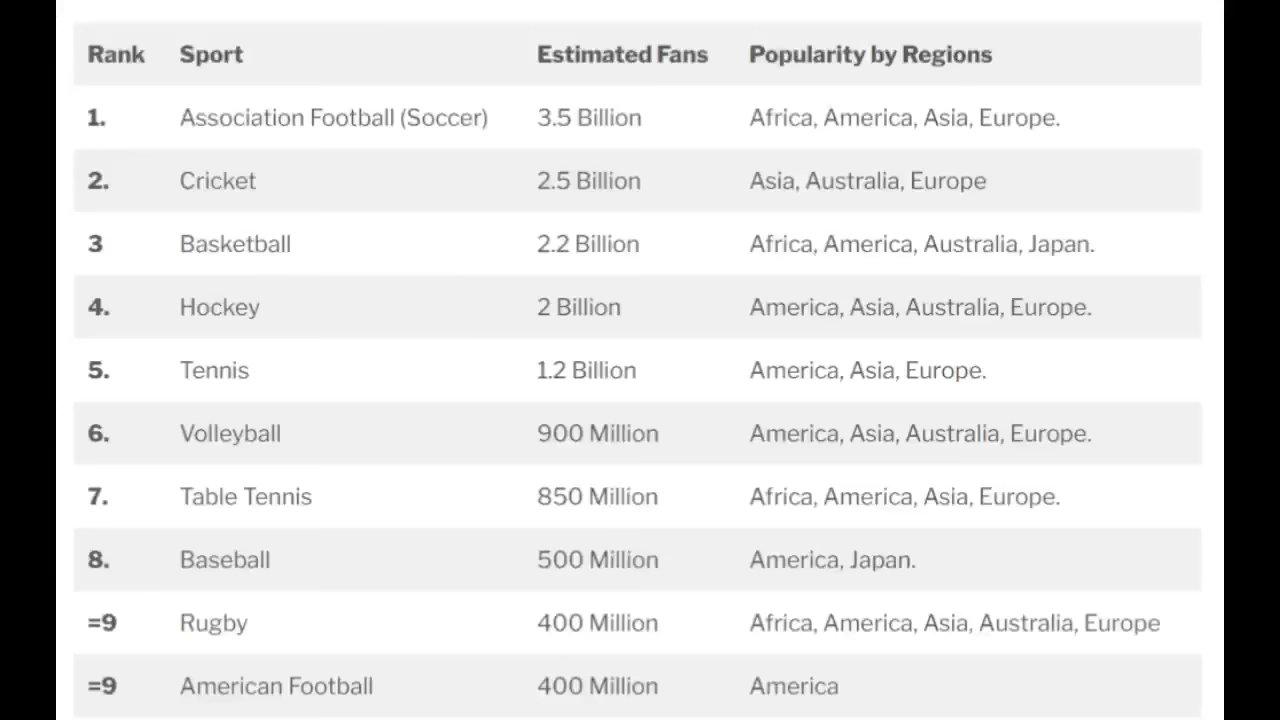 Rank Sport Estimated Fans Popularity by Regions
1. Association Football (Soccer) 3.5 Billion Africa, America, Asia, Europe.
2. Cricket 2.5 Billion Asia, Australia, Europe
3 Basketball 2.2 Billion Africa, America, Australia, Japan.
4. Hockey 2 Billion America, Asia, Australia, Europe.
5. Tennis 1.2 Billion America, Asia, Europe.
6. Volleyball 900 Million America, Asia, Australia, Europe.
7. Table Tennis 850 Million Africa, America, Asia, Europe.
8. Baseball 500 Million America, Japan.
=9 Rugby 400 Million Africa, America, Asia, Australia, Europe
=9 American Football 400 Million America